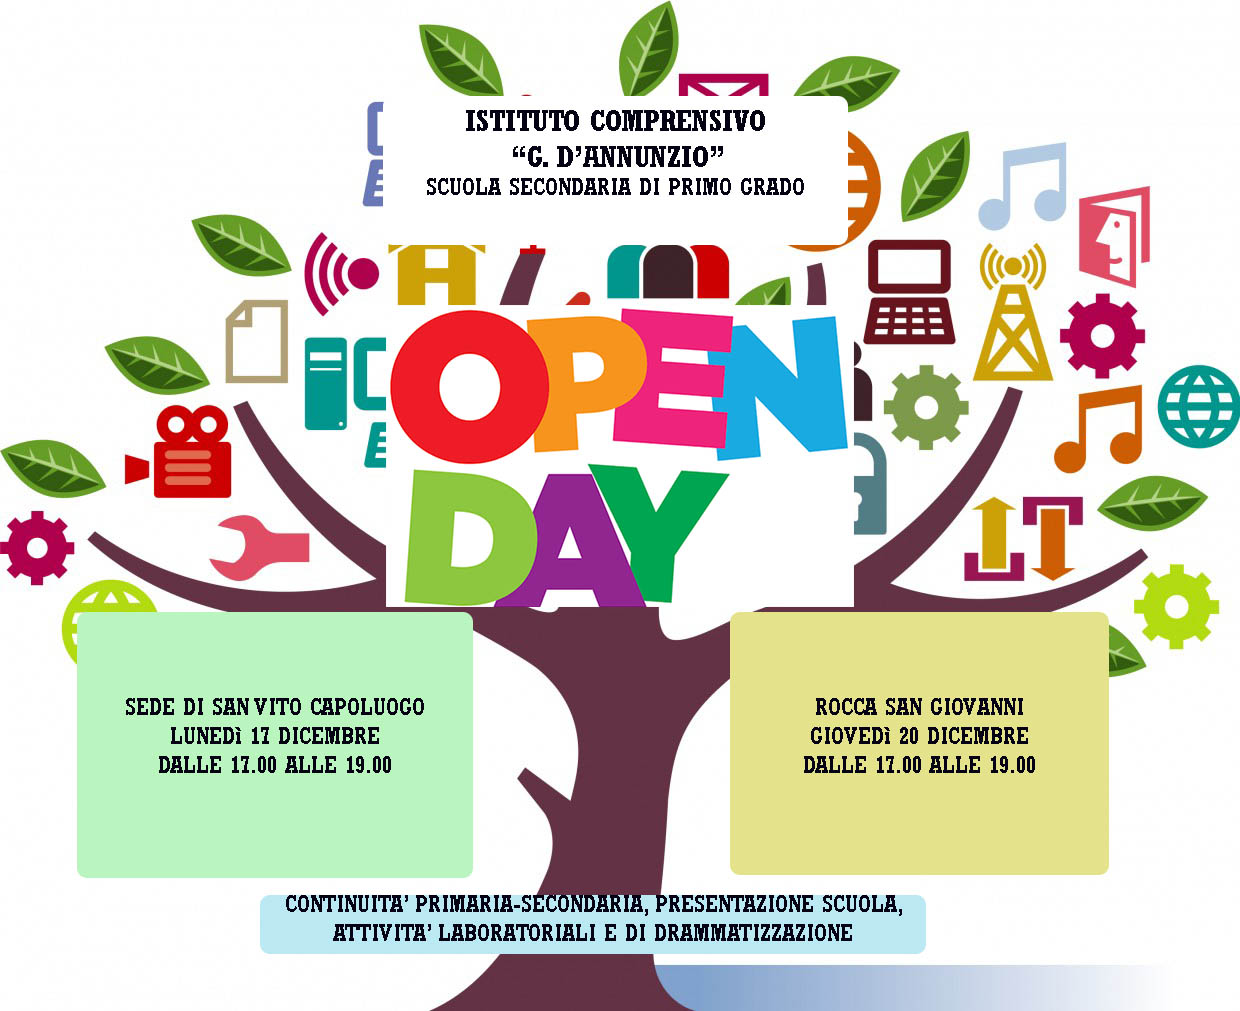 ISTITUTO COMPRENSIVO
“G. D’ANNUNZIO”
SCUOLA SECONDARIA DI PRIMO GRADO
OPEN
DAY
SEDE DI SAN VITO CAPOLUOGO
LUNEDì 17 DICEMBRE
DALLE 17.00 ALLE 19.00
ROCCA SAN GIOVANNI
GIOVEDì 20 DICEMBRE
DALLE 17.00 ALLE 19.00
CONTINUITA’ PRIMARIA-SECONDARIA, PRESENTAZIONE SCUOLA,
ATTIVITA’ LABORATORIALI E DI DRAMMATIZZAZIONE